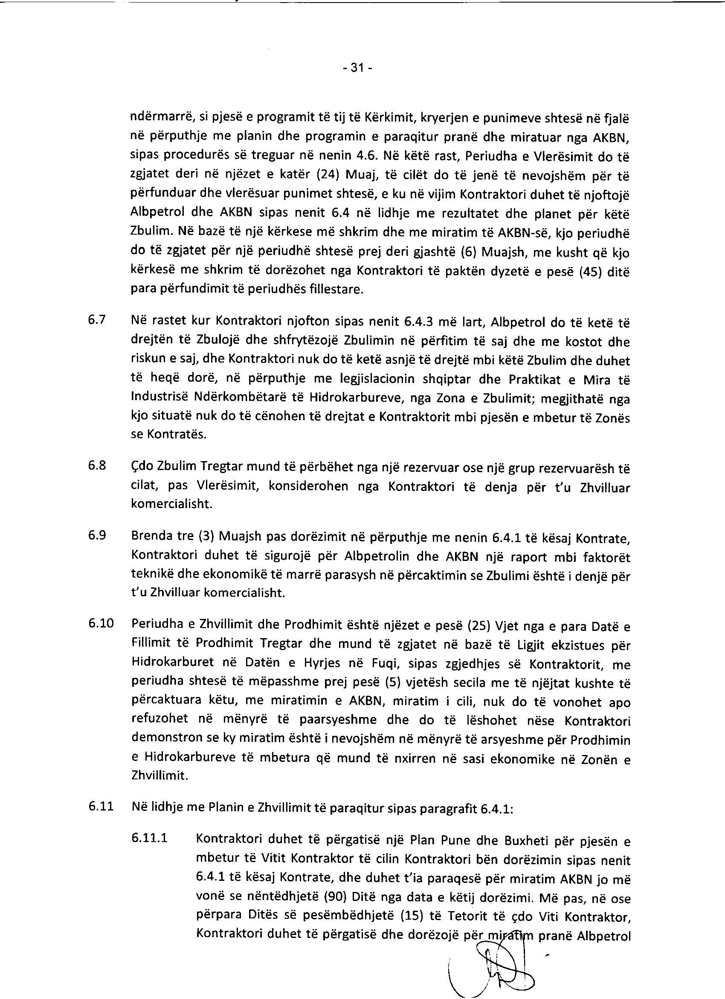 - 31 -
ndërmarrë, si pjesë e programit të tij të Kërkimit, kryerjen e punimeve shtesë në fjalë
në përputhje me planin dhe programin e paraqitur pranë dhe miratuar nga AKBN,
sipas procedurës së treguar në nenin 4.6. Në këtë rast, Periudha e Vlerësimit do të
zgjatet deri në njëzet e katër (24) Muaj, të cilët do të jenë të nevojshëm për të
përfunduar dhe vlerësuar punimet shtesë, e ku në vijim Kontraktori duhet të njoftojë
Albpetrol dhe AKBN sipas nenit 6.4 në lidhje me rezultatet dhe planet për këtë
Zbulim. Në bazë të një kërkese më shkrim dhe me miratim të AKBN-së, kjo periudhë
do të zgjatet për një periudhë shtesë prej deri gjashtë (6) Muajsh, me kusht që kjo
kërkesë me shkrim të dorëzohet nga Kontraktori të paktën dyzetë e pesë (45) ditë
para përfundimit të periudhës fillestare.
6.7 Në rastet kur Kontraktori njofton sipas nenit 6.4.3 më lart, Albpetrol do të ketë të
drejtën të Zbulojë dhe shfrytëzojë Zbulimin në përfitim të saj dhe me kostot dhe
riskun e saj, dhe Kontraktori nuk do të ketë asnjë të drejtë mbi këtë Zbulim dhe duhet
të heqë dorë, në përputhje me legjislacionin shqiptar dhe Praktikat e Mira të
Industrisë Ndërkombëtarë të Hidrokarbureve, nga Zona e Zbulimit; megjithatë nga
kjo situatë nuk do të cënohen të drejtat e Kontraktorit mbi pjesën e mbetur të Zonës
se Kontratës.
6.8 Çdo Zbulim Tregtar mund të përbëhet nga një rezervuar ose një grup rezervuarësh të
cilat, pas Vlerësimit, konsiderohen nga Kontraktori të denja për t'u Zhvilluar
komercialisht.
6.9 Brenda tre (3) Muajsh pas dorëzimit në përputhje me nenin 6.4.1 të kësaj Kontrate,
Kontraktori duhet të sigurojë për Albpetrolin dhe AKBN një raport mbi faktorët
teknikë dhe ekonomikë të marrë parasysh në përcaktimin se Zbulimi është i denjë për
t'u Zhvilluar komercialisht.
6.10 Periudha e Zhvillimit dhe Prodhimit është njëzet e pesë (25) Vjet nga e para Datë e
Fillimit të Prodhimit Tregtar dhe mund të zgjatet në bazë të Ligjit ekzistues për
Hidrokarburet në Datën e Hyrjes në Fuqi, sipas zgjedhjes së Kontraktorit, me
periudha shtesë të mëpasshme prej pesë (5) vjetësh secila me të njëjtat kushte të
përcaktuara këtu, me miratimin e AKBN, miratim i cili, nuk do të vonohet apo
refuzohet në mënyrë të paarsyeshme dhe do të lëshohet nëse Kontraktori
demonstron se ky miratim është i nevojshëm në mënyrë të arsyeshme për Prodhimin
e Hidrokarbureve të mbetura që mund të nxirren në sasi ekonomike në Zonën e
Zhvillimit.
6.11 Në lidhje me Planin e Zhvillimit të paraqitur sipas paragrafit 6.4.1:
6.11.1 Kontraktori duhet të përgatisë një Plan Pune dhe Buxheti për pjesën e
mbetur të Vitit Kontraktor të cilin Kontraktori bën dorëzimin sipas nenit
6.4.1 të kësaj Kontrate, dhe duhet t'ia paraqesë për miratim AKBN jo më
vonë se nëntëdhjetë (90) Ditë nga data e këtij dorëzimi. Më pas, në ose
përpara Ditës së pesëmbëdhjetë (15) të Tetorit të çdo Viti Kontraktor,
Kontraktori duhet të përgatisë dhe dorëzojë për miratim pranë Albpetrol